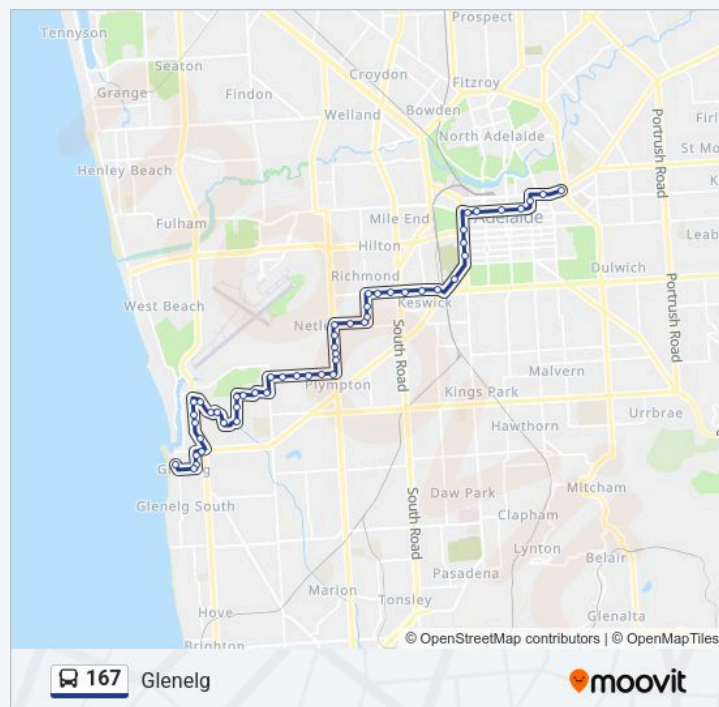 Tennyson
Prospect
Seaton
Croydon
Fitzroy
Grange
Findon
Bowden
Welland
North Adelaide
Portrush Road
Henley Beach
St Mo
Mile End
Adelaide
Fulham
Hilton
Leab
Richmond
Dulwich
West Beach
Keswick
Portrush Road
South Road
Plympton
Kings Park
Malvern
Urrbrae
Hawthorn
Glenelg South
Daw Park
Mitcham
Clapham
South Road
Lynton
Belair
Pasadena
Marion
Tonsley
Hove
Glenalta
Brighton
© OpenStreetMap contributors | © OpenMapTiles
167 Glenelg
moovit